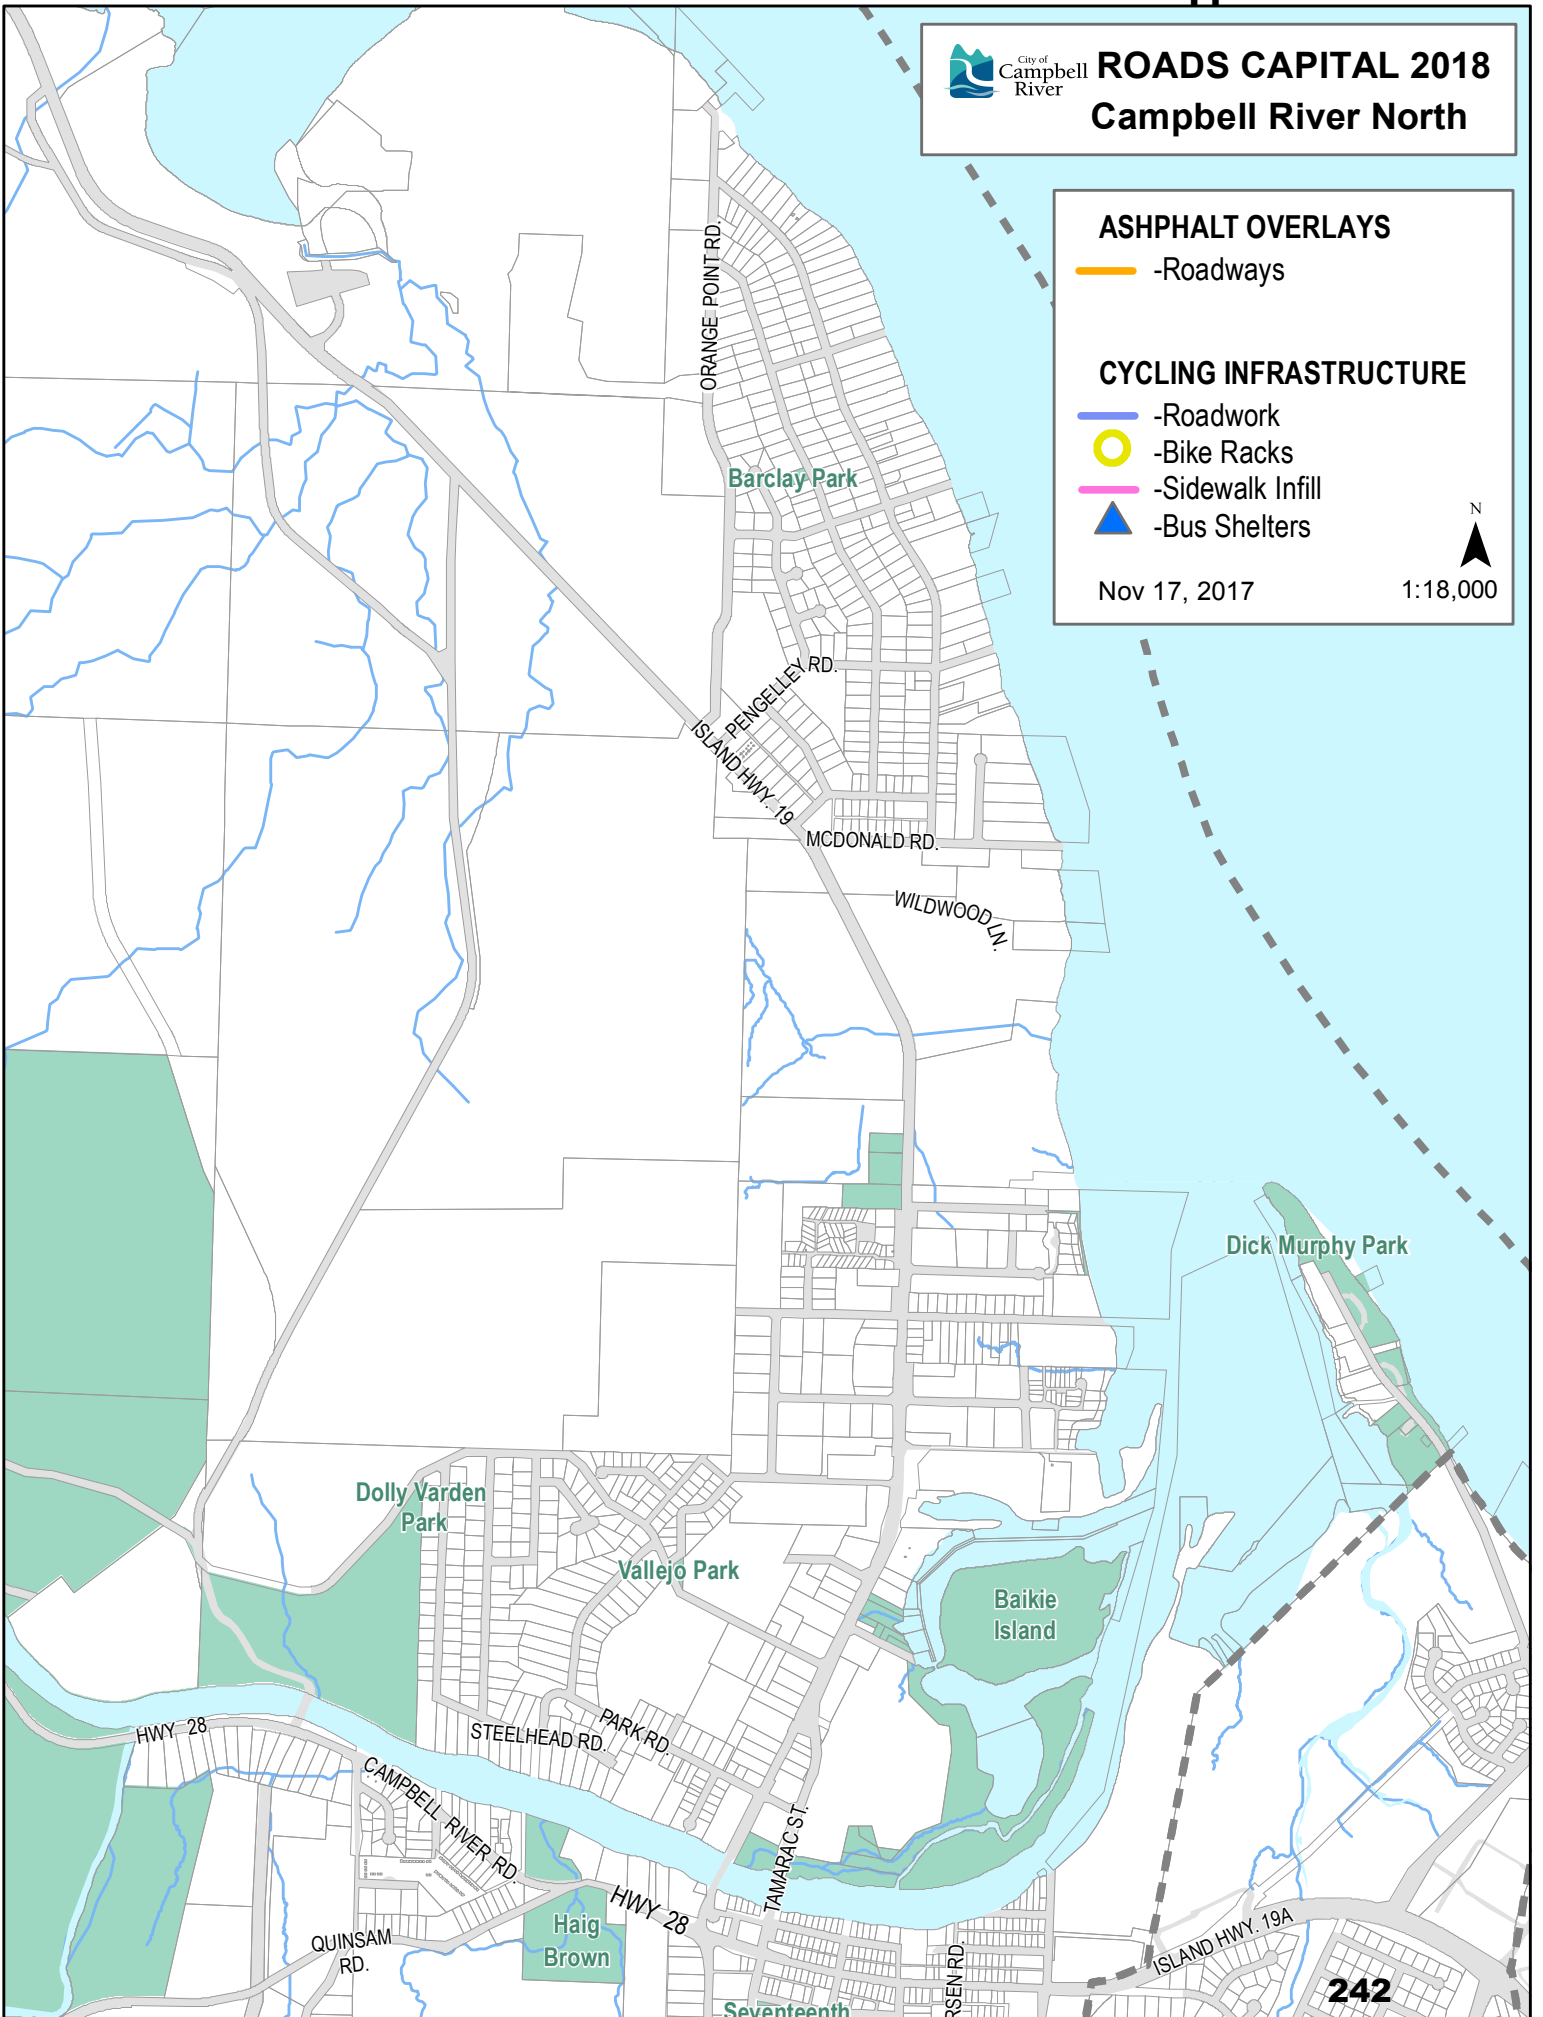 City of
Campbell
River
ROADS CAPITAL 2018
Campbell River North
ASHPHALT OVERLAYS
-Roadways
CYCLING INFRASTRUCTURE
-Roadwork
-Bike Racks
-Sidewalk Infill
-Bus Shelters
N
Nov 17, 2017
1:18,000
ORANGE POINT RD.
Barclay Park
PENGELLEY RD.
ISLAND HWY. 19
MCDONALD RD.
WILDWOOD LN.
Dick Murphy Park
Dolly Varden
Park
Vallejo Park
Baikie
Island
HWY 28
STEELHEAD RD.
PARK RD.
CAMPBELL RIVER RD.
TAMARAC ST.
HWY 28
Haig
Brown
QUINSAM
RD.
RSEN RD.
ISLAND HWY. 19A
242
Seventeenth